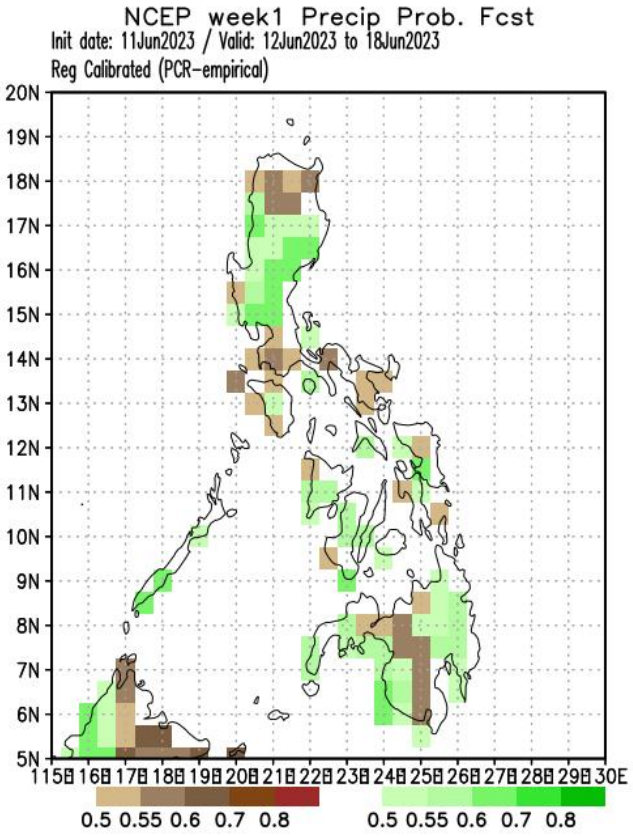 NCEP week1 Precip Prob. Fcst
Init date: 11Jun2023 / Valid: 12Jun2023 to 18Jun2023
Reg Calibrated (PCR-empirical)
20N
19N
18N
17N
16N
15N
14N
13N
12N
11N
10N
9N
8N
7N
6N
5N
115E 116E 117E 118E 119E 120E 121E 122E 123E 124E 125E 126E 127E 128E 129E 130E
0.5 0.55 0.6 0.7 0.8 0.5 0.55 0.6 0.7 0.8